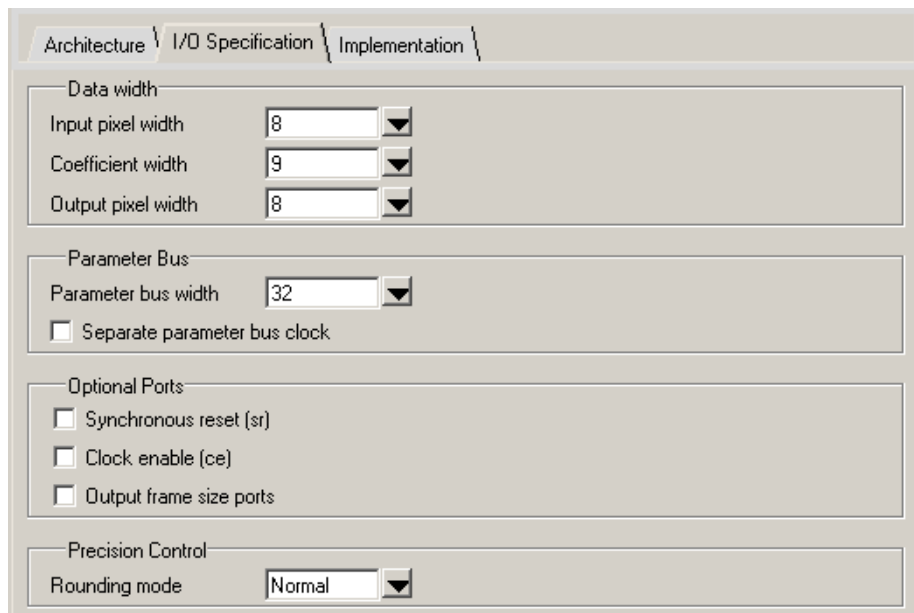 Architecture I/O Specification Implementation
Data width
Input pixel width 8
Coefficient width 9
Output pixel width 8
Parameter Bus
Parameter bus width 32
Separate parameter bus clock
Optional Ports
Synchronous reset (sr)
Clock enable (ce)
Output frame size ports
Precision Control
Rounding mode Normal